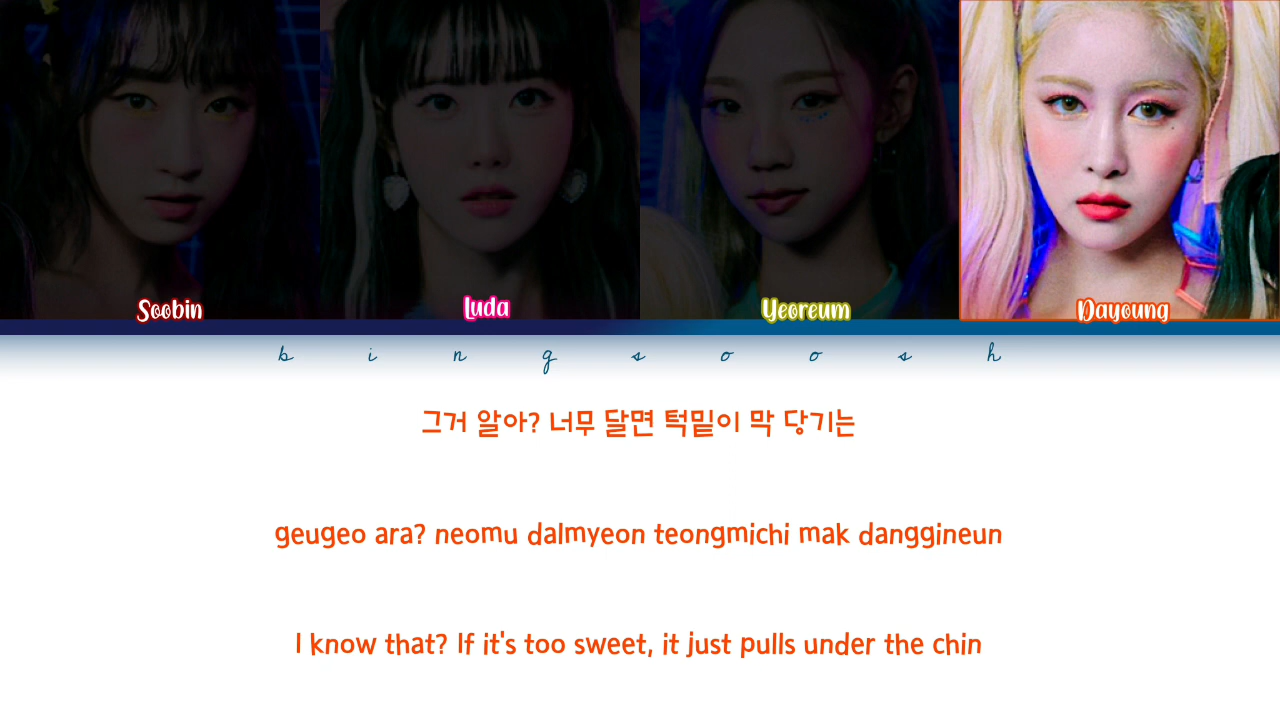 Soobin Luda Yeoreum Dayoung
b i n g s o o s h
그거 알아? 너무 달면 턱밑이 막 당기는
geugeo ara? neomu dalmyeon teongmichi mak danggineun
I know that? If it's too sweet, it just pulls under the chin